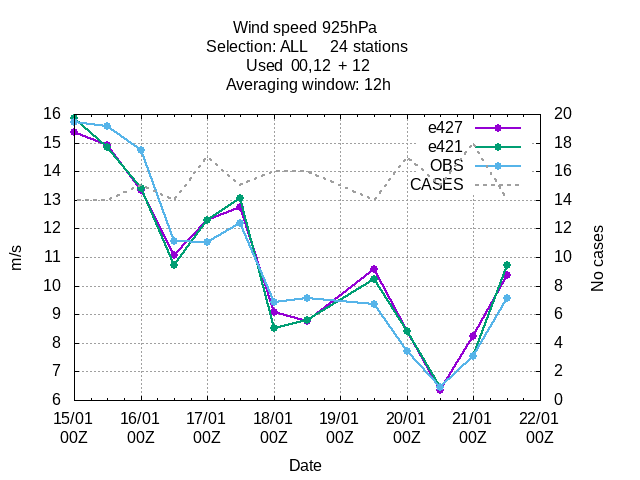 Wind speed 925hPa
Selection: ALL     24 stations
Used  00,12  + 12
Averaging window: 12h
e427
e421
OBS
CASES
m/s
16
15
14
13
12
11
10
9
8
7
6
20
18
16
14
12
10
8
6
4
2
0
No cases
15/01 16/01 17/01 18/01 19/01 20/01 21/01 22/01
00Z 00Z 00Z 00Z 00Z 00Z 00Z 00Z
Date